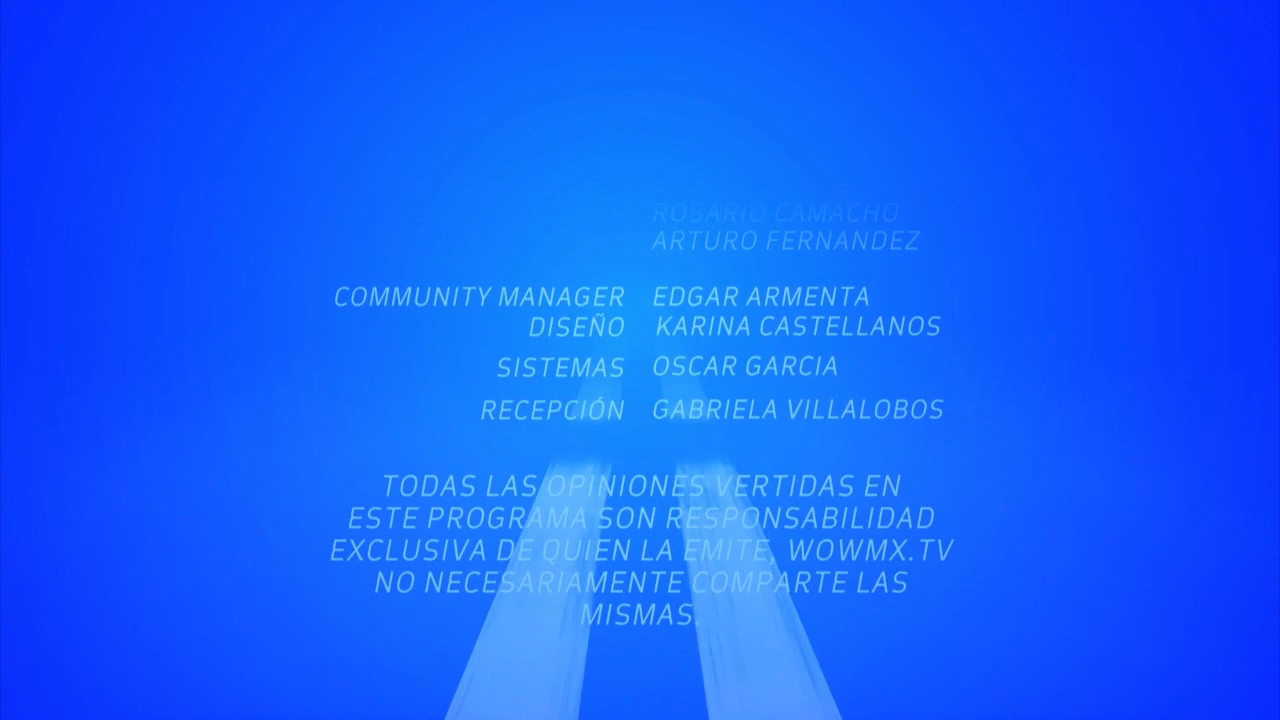 ROSARIO CAMACHO
ARTURO FERNANDEZ
COMMUNITY MANAGER EDGAR ARMENTA
DISEÑO KARINA CASTELLANOS
SISTEMAS OSCAR GARCIA
RECEPCIÓN GABRIELA VILLALOBOS
TODAS LAS OPINIONES VERTIDAS EN
ESTE PROGRAMA SON RESPONSABILIDAD
EXCLUSIVA DE QUIEN LA EMITE, WOWMX.TV
NO NECESARIAMENTE COMPARTE LAS
MISMAS.